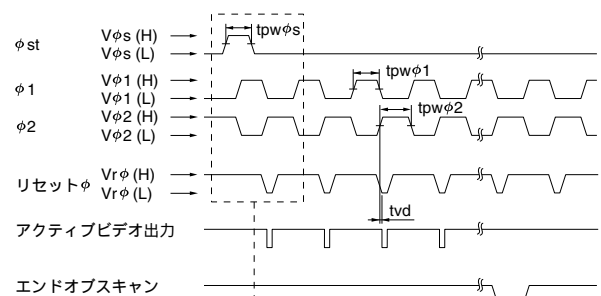 φst
Vφs (H)
Vφs (L)
tpwφs
φ1
Vφ1 (H)
Vφ1 (L)
tpwφ1
φ2
Vφ2 (H)
Vφ2 (L)
tpwφ2
リセットφ
Vrφ (H)
Vrφ (L)
tvd
アクティブビデオ出力
エンドオブスキャン